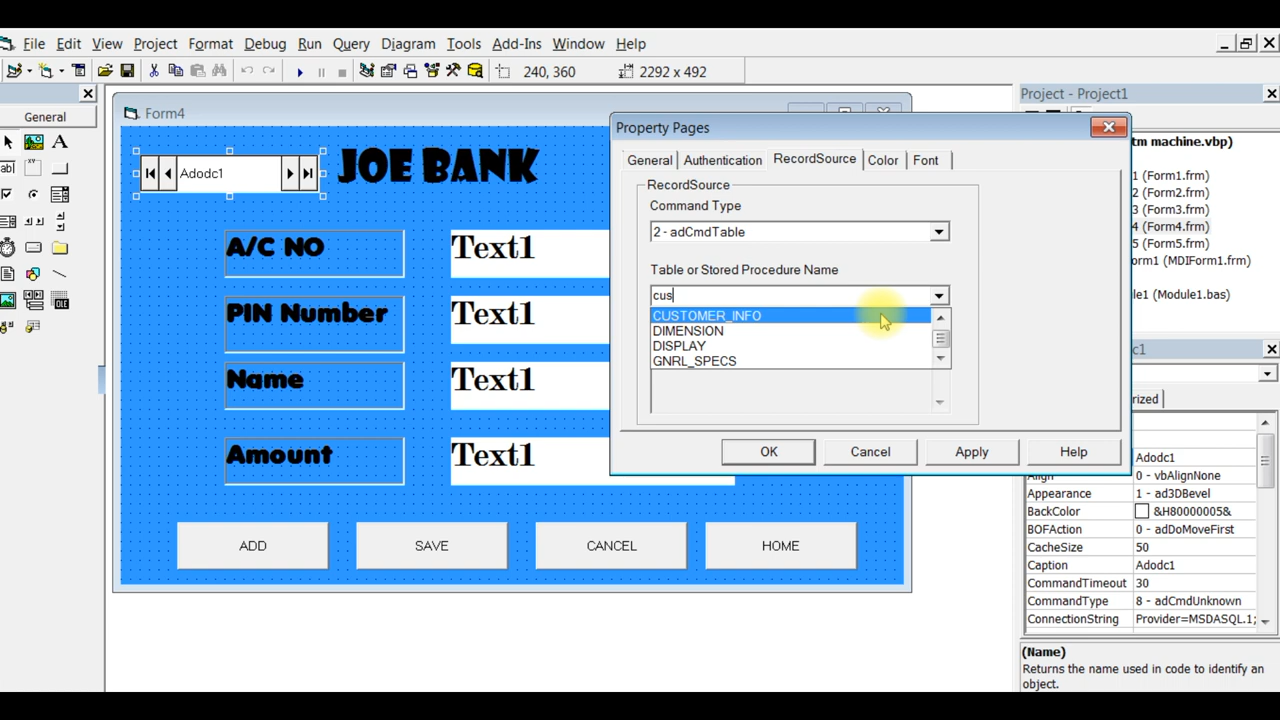 File Edit View Project Format Debug Run Query Diagram Tools Add-Ins Window Help
240, 360 2292 x 492
General
Form4
Adodc1
JOE BANK
A/C NO Text1
PIN Number Text1
Name Text1
Amount Text1
ADD SAVE CANCEL HOME
Property Pages
General Authentication RecordSource Color Font
RecordSource
Command Type
2 - adCmdTable
Table or Stored Procedure Name
cus
CUSTOMER_INFO
DIMENSION
DISPLAY
GNRL_SPECS
OK Cancel Apply Help
Project - Project1
tm machine.vbp)
1 (Form1.frm)
2 (Form2.frm)
3 (Form3.frm)
4 (Form4.frm)
5 (Form5.frm)
orm1 (MDIForm1.frm)
le1 (Module1.bas)
c1
rized
Adodc1
Align 0 - vbAlignNone
Appearance 1 - ad3DBevel
BackColor &H80000005&
BOFAction 0 - adDoMoveFirst
CacheSize 50
Caption Adodc1
CommandTimeout 30
CommandType 8 - adCmdUnknown
ConnectionString Provider=MSDASQL.1;
(Name)
Returns the name used in code to identify an
object.